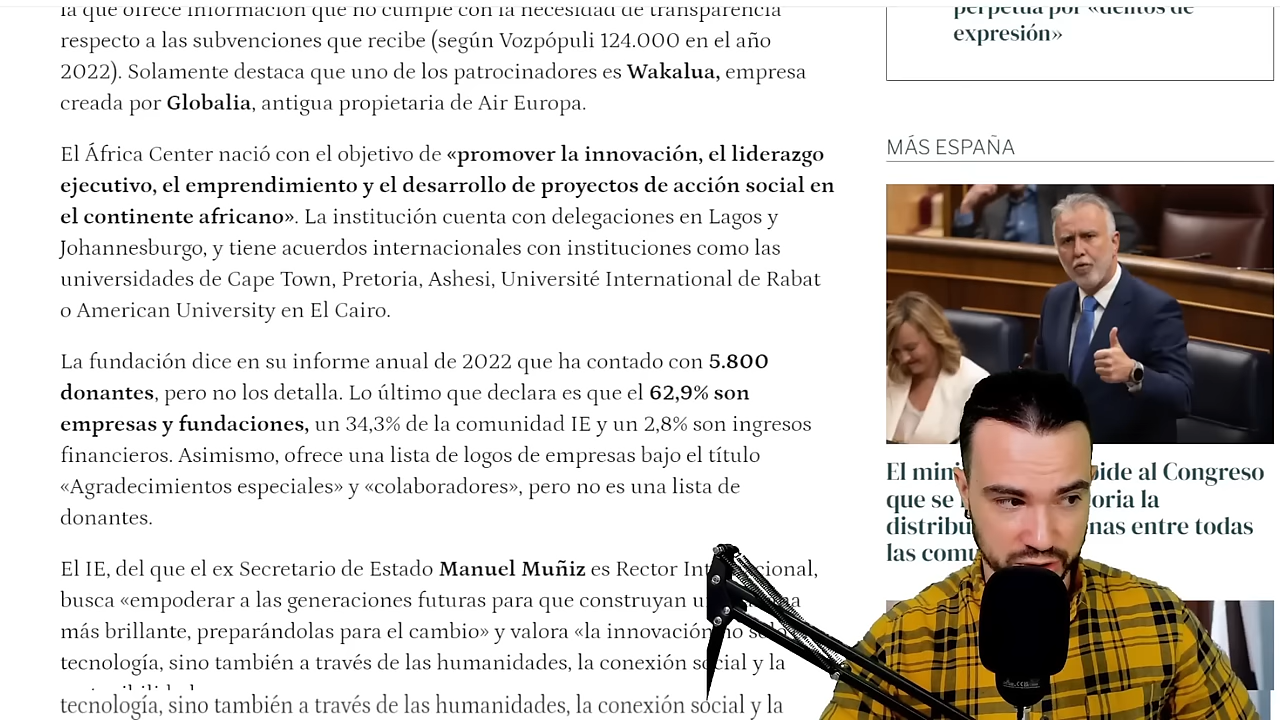 la que ofrece información que no cumple con la necesidad de transparencia
respecto a las subvenciones que recibe (según Vozpópuli 124.000 en el año
2022). Solamente destaca que uno de los patrocinadores es Wakalua, empresa
creada por Globalia, antigua propietaria de Air Europa.
El África Center nació con el objetivo de «promover la innovación, el liderazgo
ejecutivo, el emprendimiento y el desarrollo de proyectos de acción social en
el continente africano». La institución cuenta con delegaciones en Lagos y
Johannesburgo, y tiene acuerdos internacionales con instituciones como las
universidades de Cape Town, Pretoria, Ashesi, Université International de Rabat
o American University en El Cairo.
La fundación dice en su informe anual de 2022 que ha contado con 5.800
donantes, pero no los detalla. Lo último que declara es que el 62,9% son
empresas y fundaciones, un 34,3% de la comunidad IE y un 2,8% son ingresos
financieros. Asimismo, ofrece una lista de logos de empresas bajo el título
«Agradecimientos especiales» y «colaboradores», pero no es una lista de
donantes.
El IE, del que el ex Secretario de Estado Manuel Muñiz es Rector
busca «empoderar a las generaciones futuras para que construyan
más brillante, preparándolas para el cambio» y valora «la innovación no
tecnología, sino también a través de las humanidades, la conexión social y la
tecnología, sino también a través de las humanidades, la conexión social y la
perpetua por «delitos de
expresión»
MÁS ESPAÑA
El al Congreso
que se la
entre todas
las